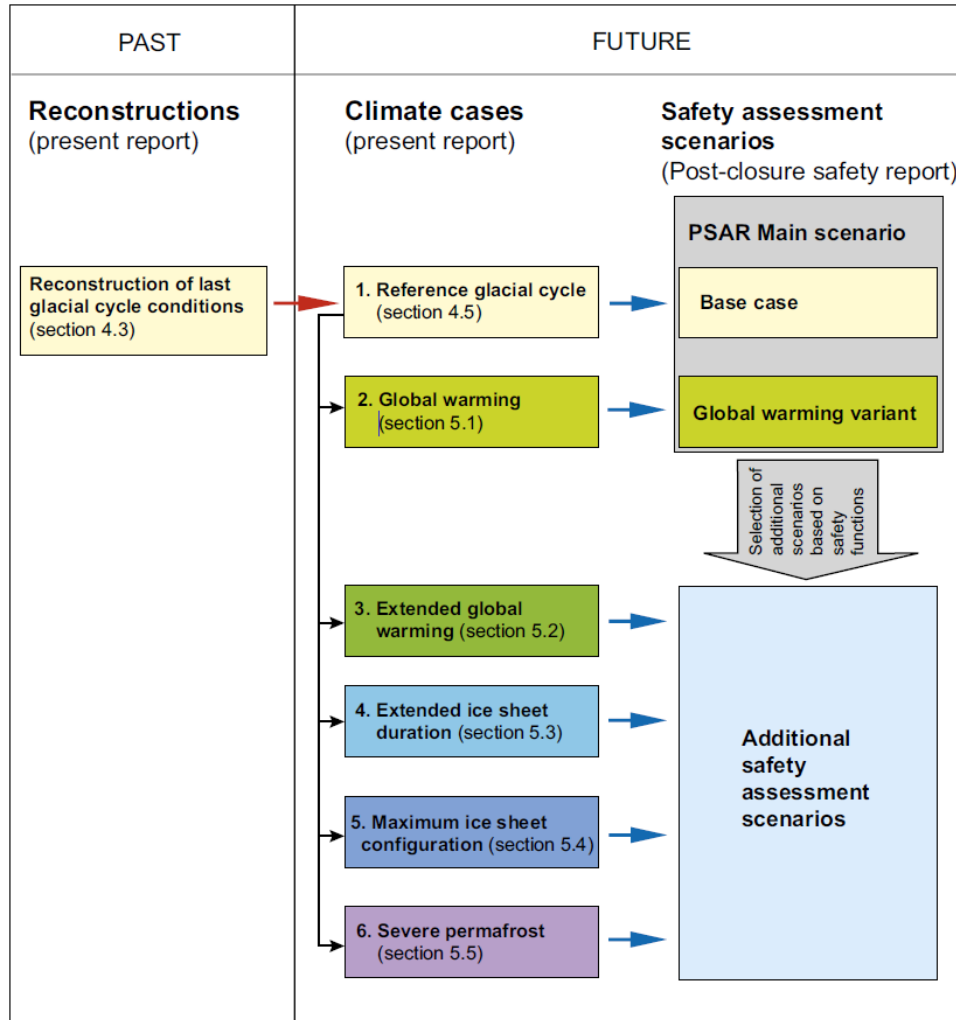 PAST
FUTURE
Reconstructions
(present report)
Climate cases
(present report)
Safety assessment
scenarios
(Post-closure safety report)
PSAR Main scenario
Reconstruction of last
glacial cycle conditions
(section 4.3)
1. Reference glacial cycle
(section 4.5)
Base case
2. Global warming
(section 5.1)
Global warming variant
Selection of
additional
scenarios
based on
safety
functions
3. Extended global
warming (section 5.2)
4. Extended ice sheet
duration (section 5.3)
5. Maximum ice sheet
configuration (section 5.4)
6. Severe permafrost
(section 5.5)
Additional
safety
assessment
scenarios